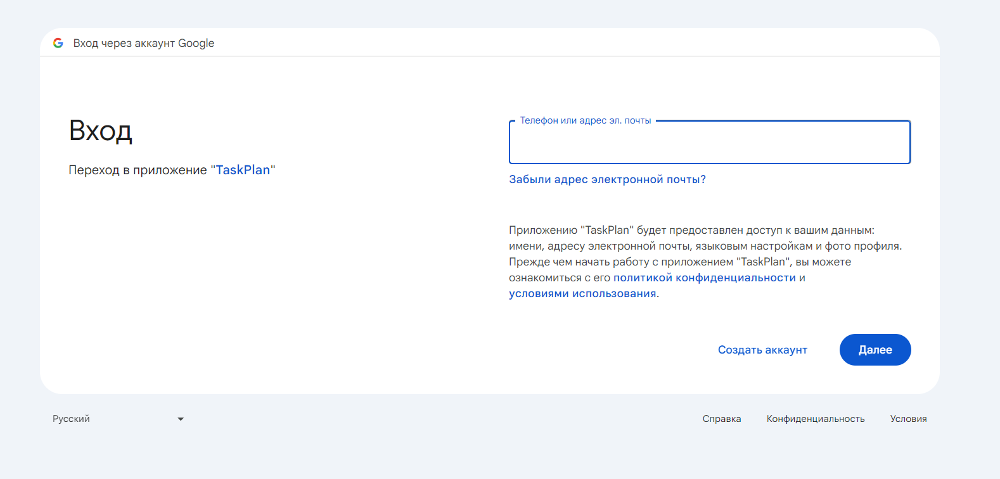 Вход через аккаунт Google
Вход
Переход в приложение "TaskPlan"
Телефон или адрес эл. почты
Забыли адрес электронной почты?
Приложению "TaskPlan" будет предоставлен доступ к вашим данным:
имени, адресу электронной почты, языковым настройкам и фото профиля.
Прежде чем начать работу с приложением "TaskPlan", вы можете
ознакомиться с его политикой конфиденциальности и
условиями использования.
Создать аккаунт
Далее
Русский
Справка
Конфиденциальность
Условия